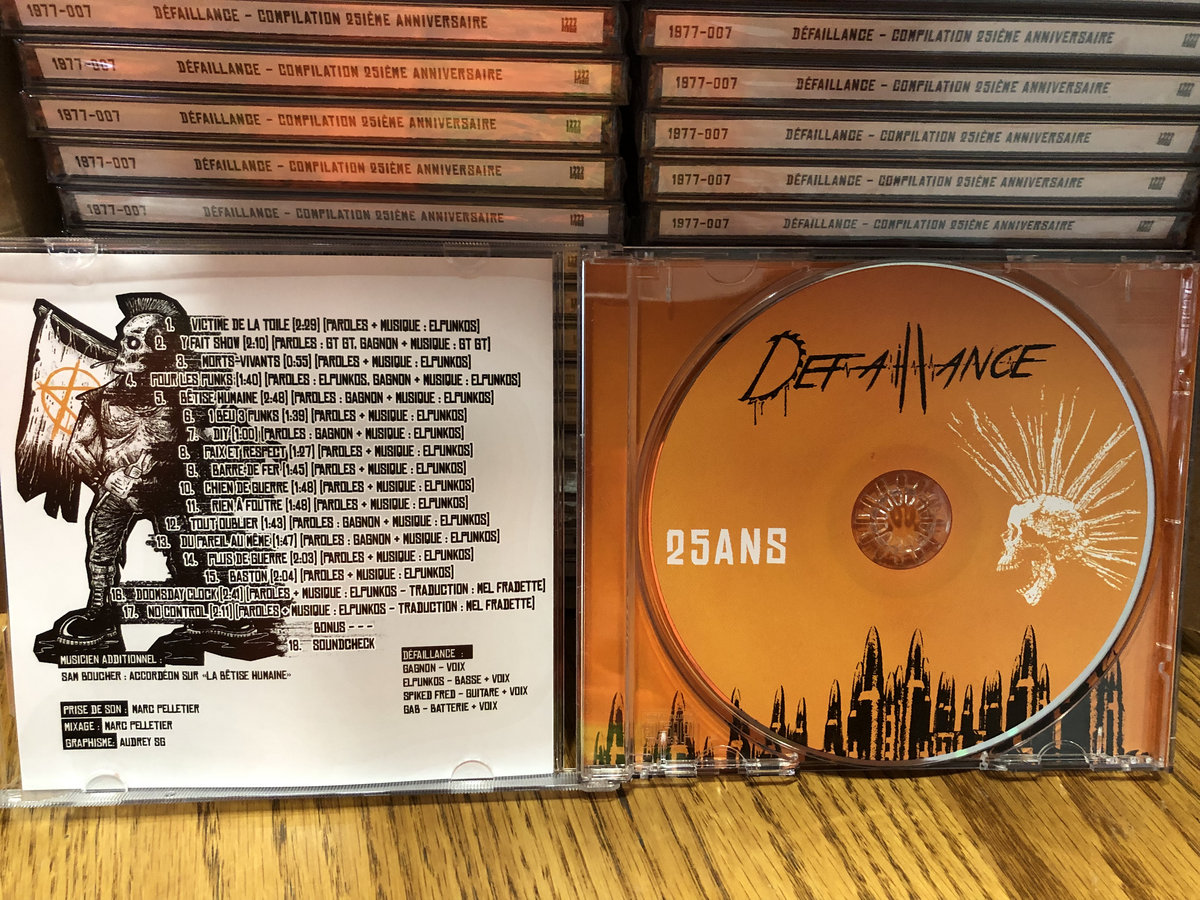 1977-007 DÉFAILLANCE - COMPILATION 25IÈME ANNIVERSAIRE
1977-007 DÉFAILLANCE - COMPILATION 25IÈME ANNIVERSAIRE
1977-007 DÉFAILLANCE - COMPILATION 25IÈME ANNIVERSAIRE
1977-007 DÉFAILLANCE - COMPILATION 25IÈME ANNIVERSAIRE
1977-007 DÉFAILLANCE - COMPILATION 25IÈME ANNIVERSAIRE
1977-007 DÉFAILLANCE - COMPILATION 25IÈME ANNIVERSAIRE
1977-007 DÉFAILLANCE - COMPILATION 25IÈME ANNIVERSAIRE
1977-007 DÉFAILLANCE - COMPILATION 25IÈME ANNIVERSAIRE
1977-007 DÉFAILLANCE - COMPILATION 25IÈME ANNIVERSAIRE
1977-007 DÉFAILLANCE - COMPILATION 25IÈME ANNIVERSAIRE
1. VICTIME DE LA TOILE [2:29] [PAROLES + MUSIQUE : ELPUNKOS]
2. Y FAIT SHOW [2:10] [PAROLES : GT GT, GAGNON + MUSIQUE : GT GT]
3. MORTS-VIVANTS [0:55] [PAROLES + MUSIQUE : ELPUNKOS]
4. POUR LES PUNKS [1:40] [PAROLES : ELPUNKOS, GAGNON + MUSIQUE : ELPUNKOS]
5. BÊTISE HUMAINE [2:48] [PAROLES : GAGNON + MUSIQUE : ELPUNKOS]
6. 1 BEU 3 PUNKS [1:39] [PAROLES + MUSIQUE : ELPUNKOS]
7. DIY [1:00] [PAROLES : GAGNON + MUSIQUE : ELPUNKOS]
8. PAIX ET RESPECT [1:27] [PAROLES + MUSIQUE : ELPUNKOS]
9. BARRE DE FER [1:45] [PAROLES + MUSIQUE : ELPUNKOS]
10. CHIEN DE GUERRE [1:48] [PAROLES + MUSIQUE : ELPUNKOS]
11. RIEN À FOUTRE [1:48] [PAROLES + MUSIQUE : ELPUNKOS]
12. TOUT OUBLIER [1:43] [PAROLES : GAGNON + MUSIQUE : ELPUNKOS]
13. DU PAREIL AU MÊME [1:47] [PAROLES : GAGNON + MUSIQUE : ELPUNKOS]
14. PLUS DE GUERRE [2:03] [PAROLES + MUSIQUE : ELPUNKOS]
15. BASTON [2:04] [PAROLES + MUSIQUE : ELPUNKOS]
16. DOOMSDAY CLOCK [2:41] [PAROLES + MUSIQUE : ELPUNKOS - TRADUCTION : MEL FRADETTE]
17. NO CONTROL [2:11] [PAROLES + MUSIQUE : ELPUNKOS - TRADUCTION : MEL FRADETTE]
BONUS - - -
18. SOUNDCHECK
MUSICIEN ADDITIONNEL :
SAM BOUCHER : ACCORDÉON SUR «LA BÊTISE HUMAINE»
PRISE DE SON : MARC PELLETIER
MIXAGE : MARC PELLETIER
GRAPHISME: AUDREY SG
DÉFAILLANCE :
GAGNON - VOIX
ELPUNKOS - BASSE + VOIX
SPIKED FRED - GUITARE + VOIX
GAB - BATTERIE + VOIX
DEFAILLANCE
25ANS